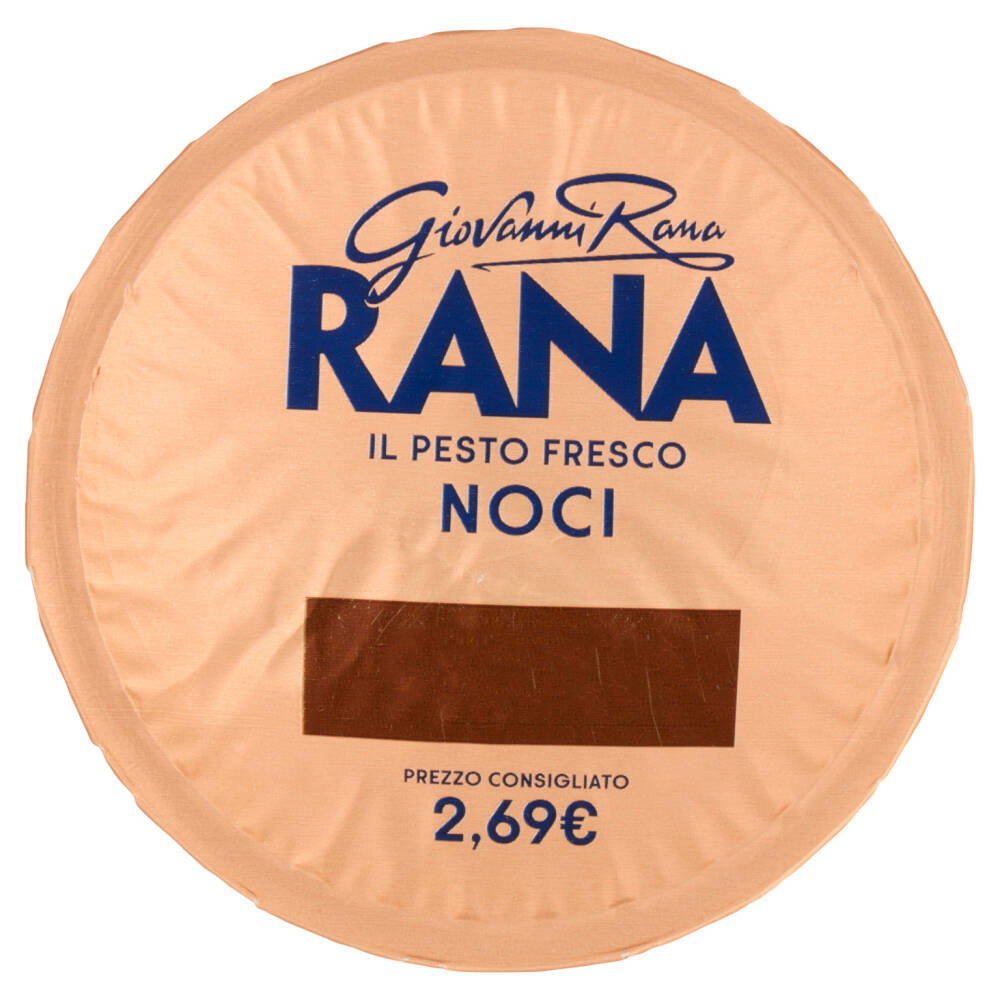 Giovanni Rana
RANA
IL PESTO FRESCO
NOCI
PREZZO CONSIGLIATO
2,69€